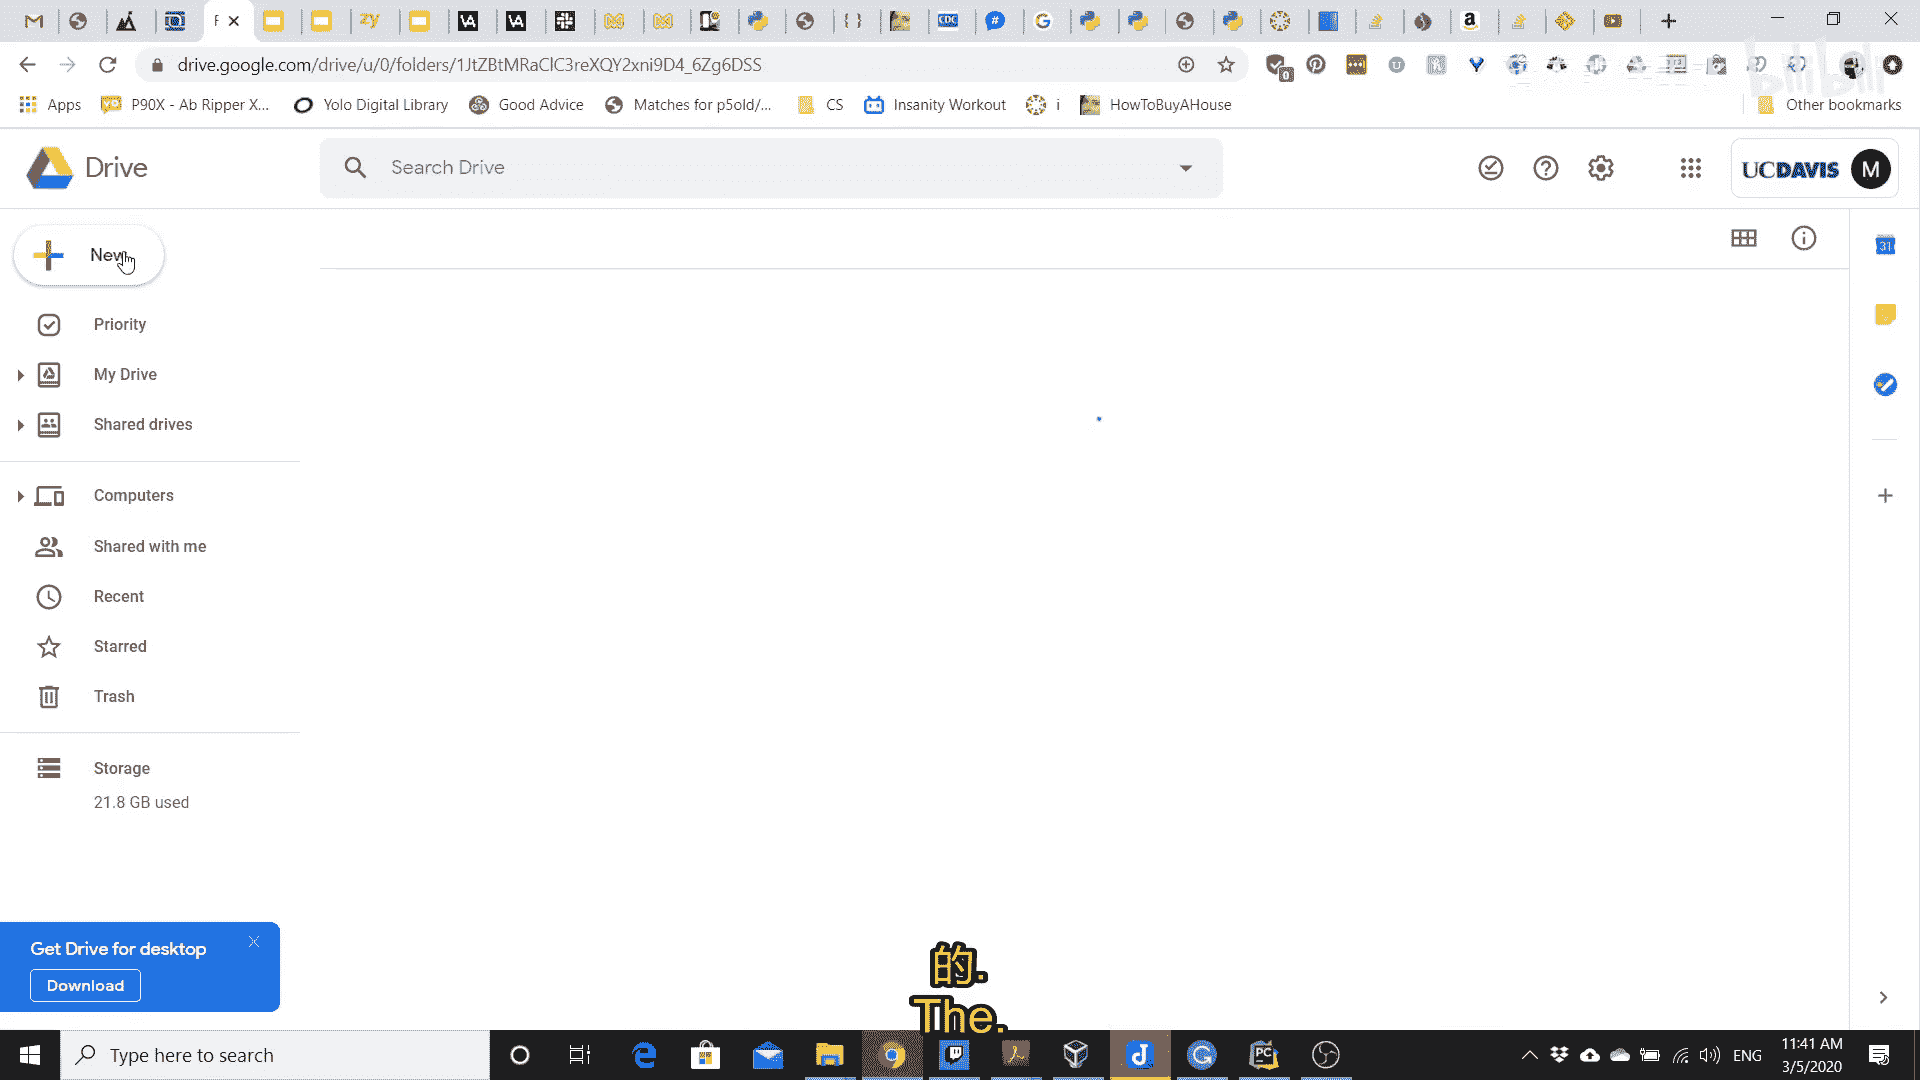 F
drive.google.com/drive/u/0/folders/1JtZBtMRaClC3reXQY2xni9D4_6Zg6DSS
0
Apps P90X - Ab Ripper X... Yolo Digital Library Good Advice Matches for p5old/... CS Insanity Workout i HowToBuyAHouse Other bookmarks
bilibili
Drive
Search Drive
UCDAVIS M
New
31
Priority
My Drive
Shared drives
Computers
Shared with me
Recent
Starred
Trash
Storage
21.8 GB used
Get Drive for desktop
Download
的.
The.
Type here to search
ENG
11:41 AM
3/5/2020